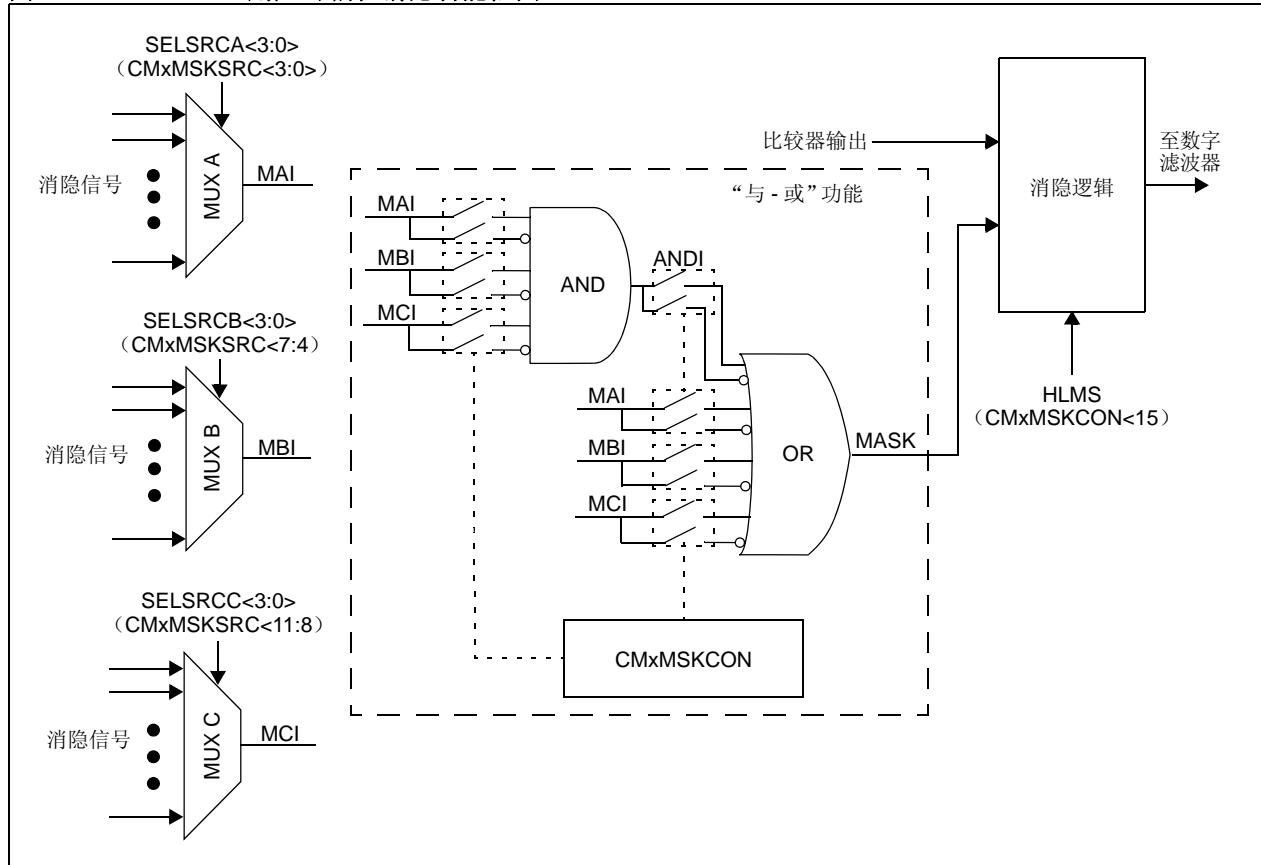 SELSRCA<3:0>
（CMxMSKSRC<3:0>）
消隐信号
MUX A
MAI
SELSRCB<3:0>
（CMxMSKSRC<7:4）
消隐信号
MUX B
MBI
SELSRCC<3:0>
（CMxMSKSRC<11:8）
消隐信号
MUX C
MCI
“与 - 或”功能
MAI
MBI
MCI
AND
ANDI
MAI
MBI
MCI
OR
MASK
CMxMSKCON
比较器输出
消隐逻辑
至数字
滤波器
HLMS
（CMxMSKCON<15）